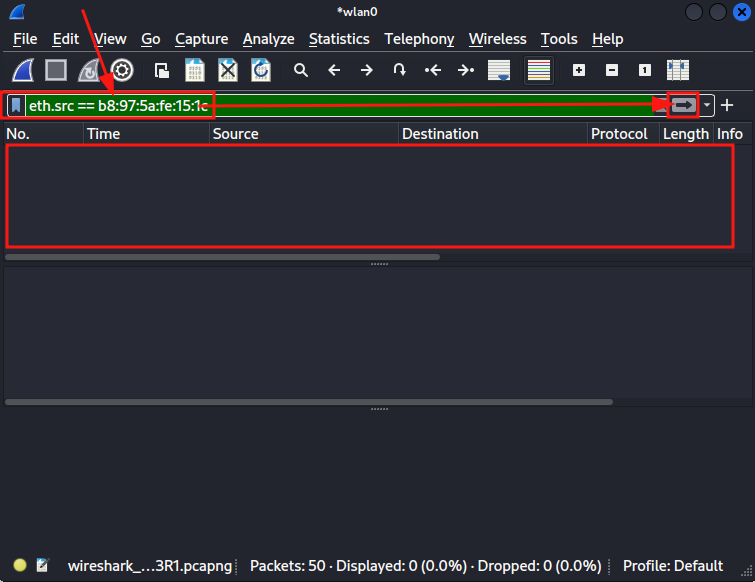 *wlan0
File Edit View Go Capture Analyze Statistics Telephony Wireless Tools Help
eth.src == b8:97:5a:fe:15:1c
No. Time Source Destination Protocol Length Info
wireshark_...3R1.pcapng Packets: 50 · Displayed: 0 (0.0%) · Dropped: 0 (0.0%) Profile: Default